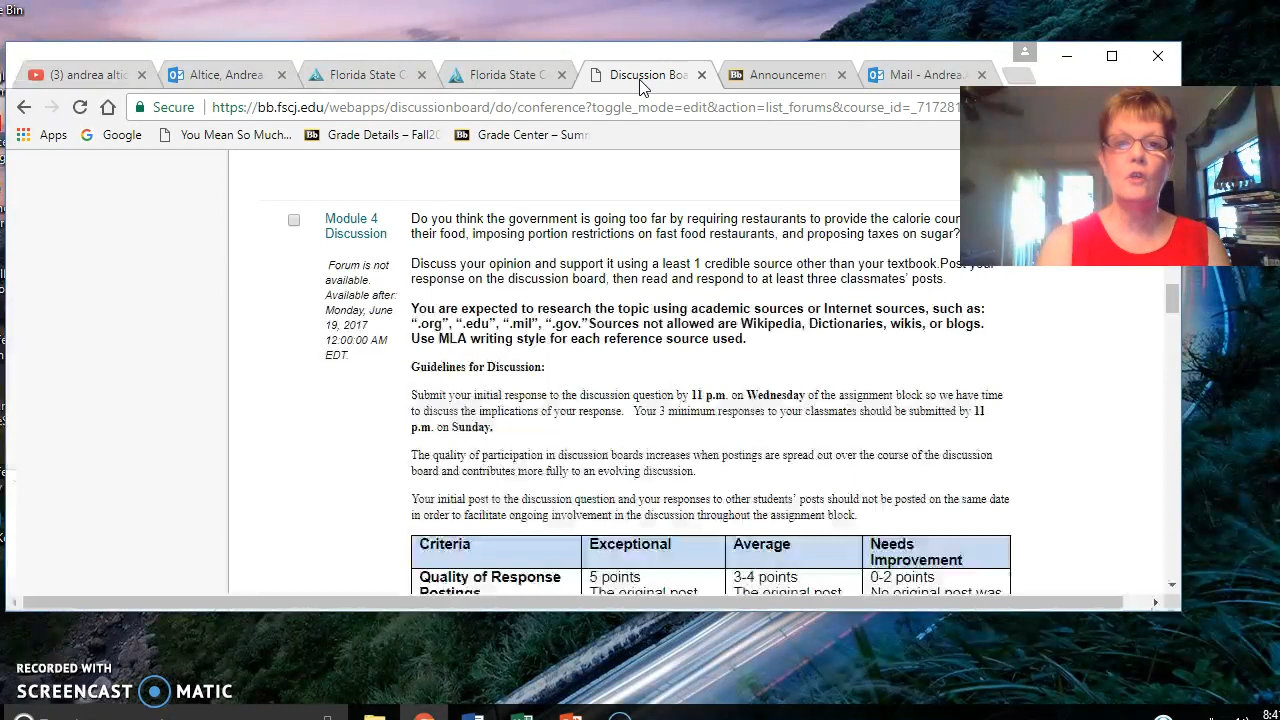 Bin
(3) andrea altic
Altice, Andrea
Florida State C
Florida State C
Discussion Boa
Announcemen
Mail - Andrea.
Secure
https://bb.fscj.edu/webapps/discussionboard/do/conference?toggle_mode=edit&action=list_forums&course_id=_717281
Apps
Google
You Mean So Much...
Bb Grade Details – Fall20
Bb Grade Center – Sum
Module 4
Discussion
Forum is not
available.
Available after:
Monday, June
19, 2017
12:00:00 AM
EDT.
Do you think the government is going too far by requiring restaurants to provide the calorie cour
their food, imposing portion restrictions on fast food restaurants, and proposing taxes on sugar?
Discuss your opinion and support it using a least 1 credible source other than your textbook.Post your
response on the discussion board, then read and respond to at least three classmates' posts.
You are expected to research the topic using academic sources or Internet sources, such as:
“.org”, “.edu”, “.mil”, “.gov.”Sources not allowed are Wikipedia, Dictionaries, wikis, or blogs.
Use MLA writing style for each reference source used.
Guidelines for Discussion:
Submit your initial response to the discussion question by 11 p.m. on Wednesday of the assignment block so we have time
to discuss the implications of your response. Your 3 minimum responses to your classmates should be submitted by 11
p.m. on Sunday.
The quality of participation in discussion boards increases when postings are spread out over the course of the discussion
board and contributes more fully to an evolving discussion.
Your initial post to the discussion question and your responses to other students’ posts should not be posted on the same date
in order to facilitate ongoing involvement in the discussion throughout the assignment block.
Criteria
Exceptional
Average
Needs
Improvement
Quality of Response
Postings
5 points
The original post
3-4 points
The original post
0-2 points
No original post was
RECORDED WITH
SCREENCAST MATIC